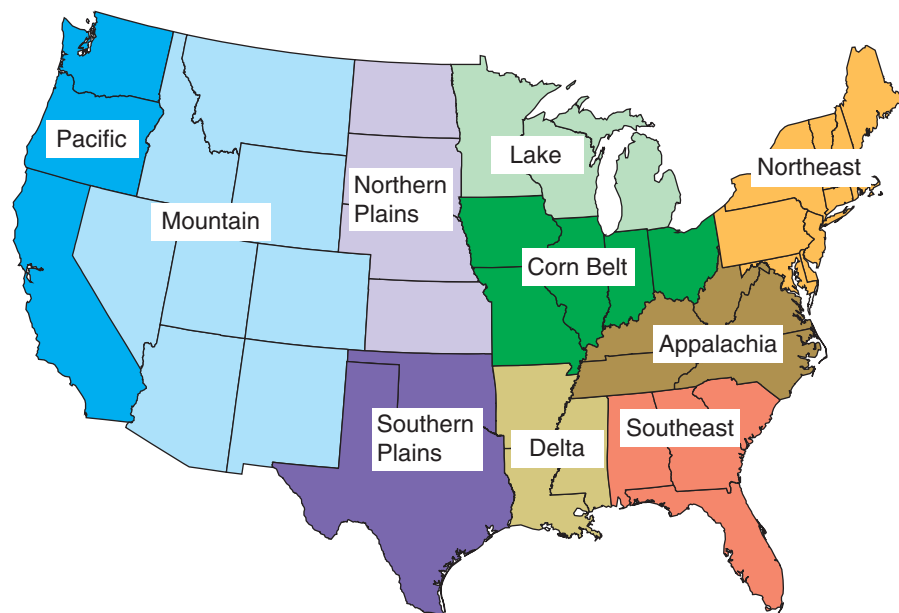 Pacific
Mountain
Northern
Plains
Lake
Northeast
Corn Belt
Appalachia
Southern
Plains
Delta
Southeast